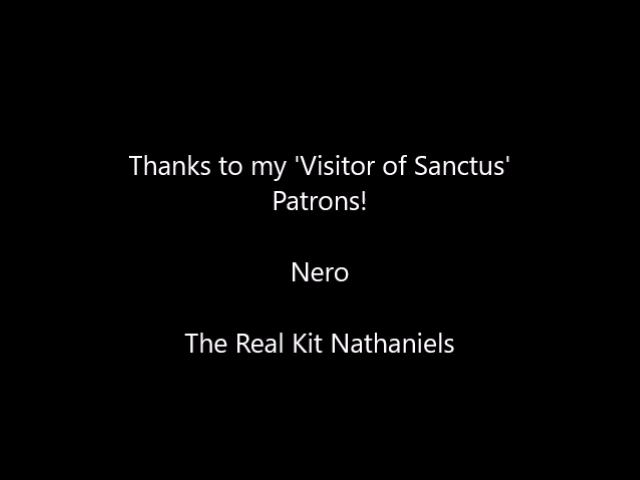 Thanks to my 'Visitor of Sanctus'
Patrons!
Nero
The Real Kit Nathaniels